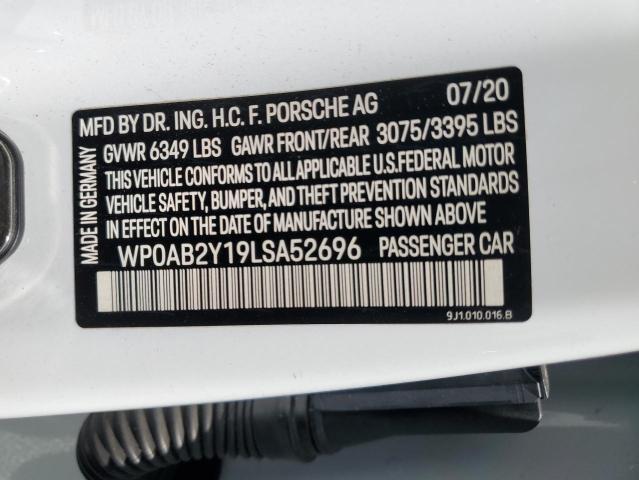 MFD BY DR. ING. H.C. F. PORSCHE AG 07/20
GVWR 6349 LBS GAWR FRONT/REAR 3075/3395 LBS
THIS VEHICLE CONFORMS TO ALL APPLICABLE U.S.FEDERAL MOTOR
VEHICLE SAFETY, BUMPER, AND THEFT PREVENTION STANDARDS
IN EFFECT ON THE DATE OF MANUFACTURE SHOWN ABOVE
WP0AB2Y19LSA52696 PASSENGER CAR
9J1.010.016.B
MADE IN GERMANY